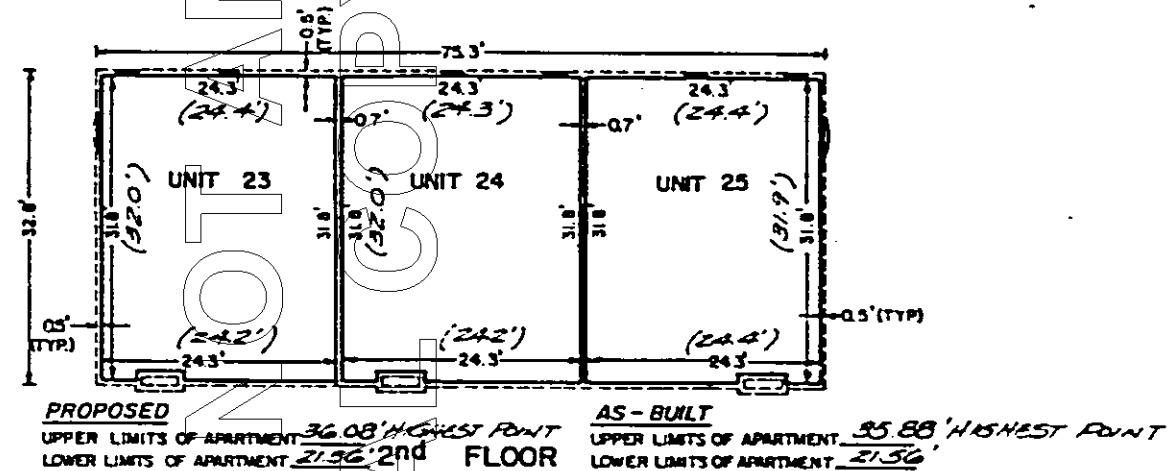 0.5' (TYP.)
75.3'
24.3' 24.3' 24.3'
(24.4') (24.3') (24.4')
0.7' 0.7'
UNIT 23 UNIT 24 UNIT 25
32.8' 31.8' (32.0') 31.8' 31.8' (32.0') 31.8' 31.8' (31.9') 31.8'
0.5' (TYP.) 0.5' (TYP)
(24.2') (24.2') (24.4')
24.3' 24.3' 24.3'
PROPOSED
UPPER LIMITS OF APARTMENT 36.08' HIGHEST POINT
LOWER LIMITS OF APARTMENT 21.56'
2nd FLOOR
AS-BUILT
UPPER LIMITS OF APARTMENT 35.88' HIGHEST POINT
LOWER LIMITS OF APARTMENT 21.56'
NOT AN
COPY